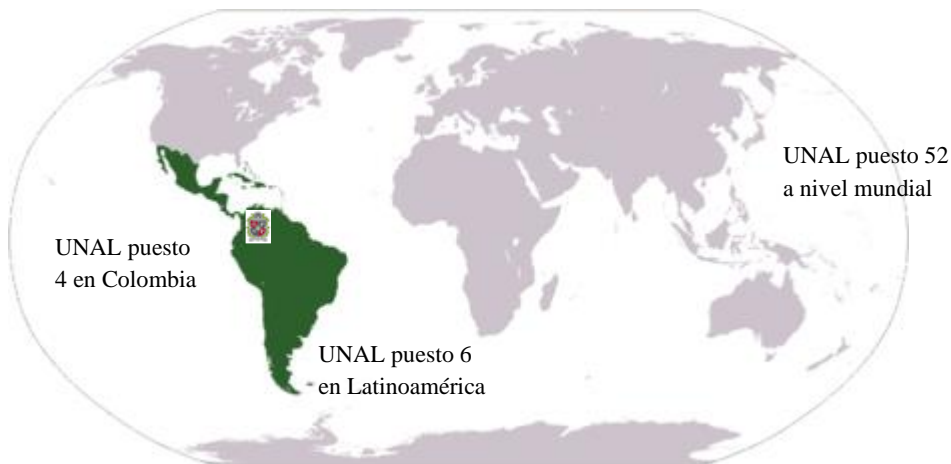 UNAL puesto 52
a nivel mundial
UNAL puesto
4 en Colombia
UNAL puesto 6
en Latinoamérica